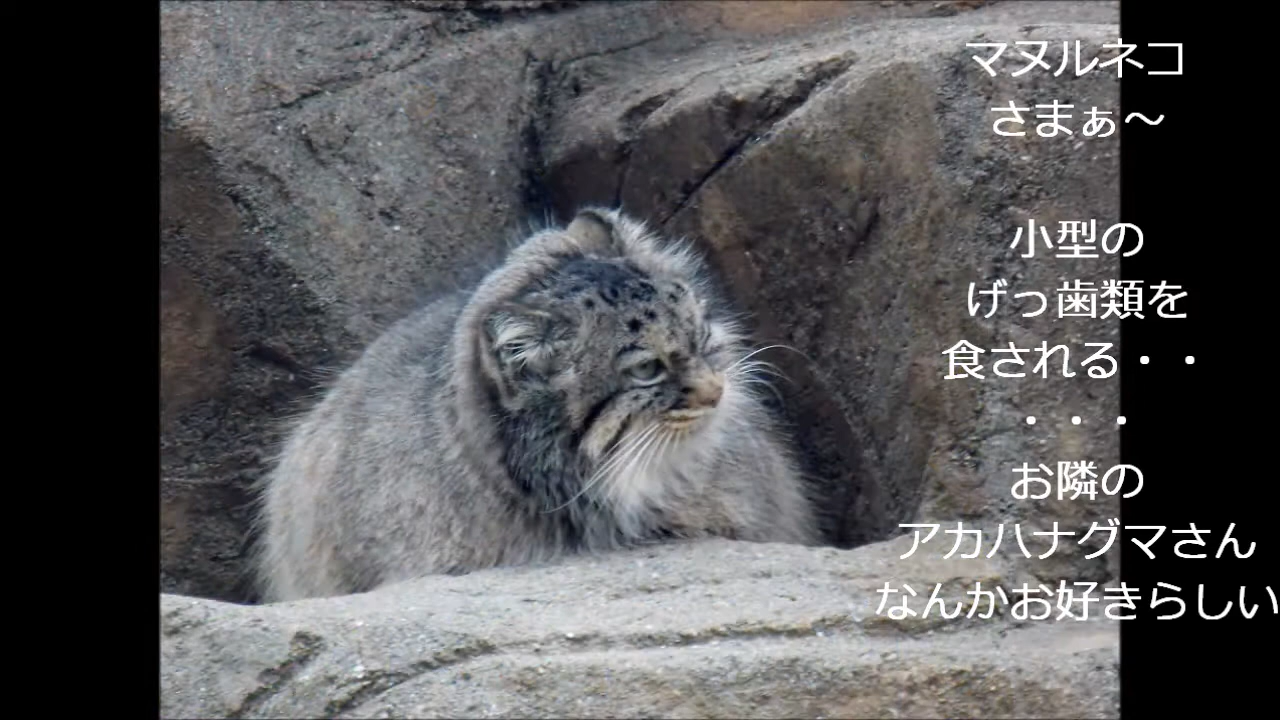 マヌルネコ
さまぁ～
小型の
げっ歯類を
食される・・
・・・
お隣の
アカハナグマさん
なんかお好きらしい